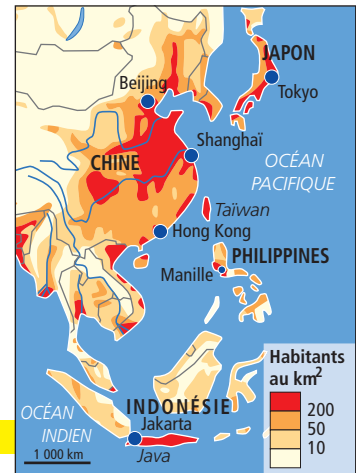 JAPON
Beijing
Tokyo
Shanghaï
CHINE
OCÉAN
PACIFIQUE
Taïwan
Hong Kong
PHILIPPINES
Manille
Habitants
au km²
200
50
10
INDONÉSIE
OCÉAN
INDIEN
Jakarta
Java
1 000 km